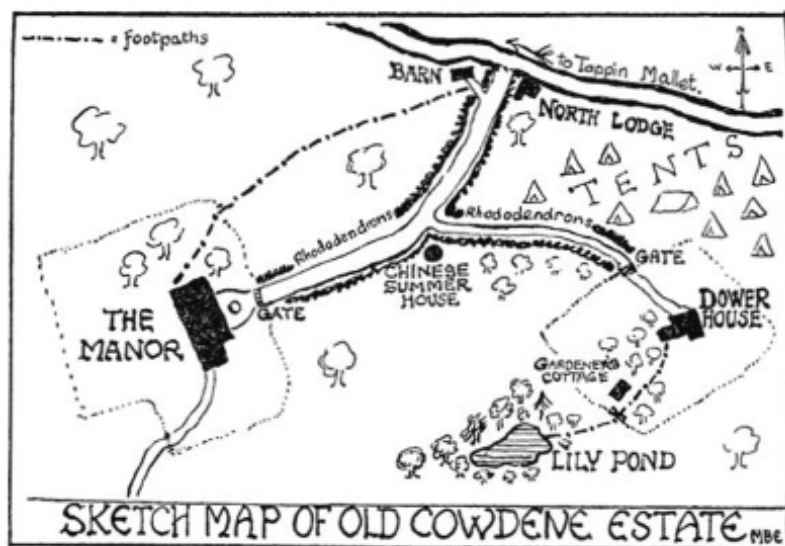 = Footpaths
to Tappin Mallet.
W E
BARN
NORTH LODGE
TENTS
Rhododendrons
Rhododendrons
CHINESE
SUMMER
HOUSE
GATE
GATE
THE
MANOR
DOWER
HOUSE
GARDENERS
COTTAGE
LILY POND
SKETCH MAP OF OLD COWDENE ESTATE MBE